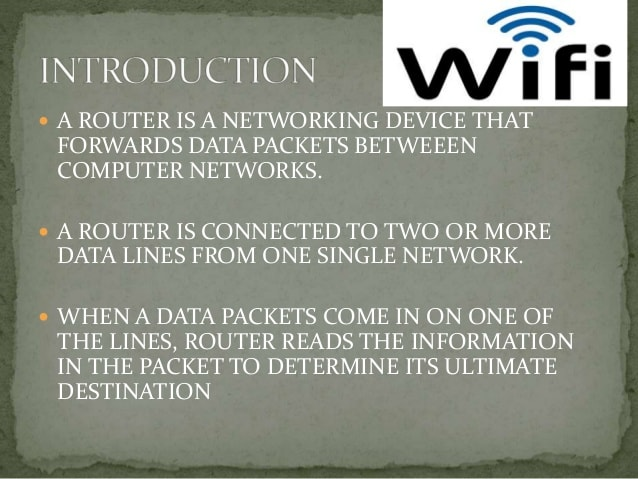 Wifi
INTRODUCTION
• A ROUTER IS A NETWORKING DEVICE THAT
FORWARDS DATA PACKETS BETWEEEN
COMPUTER NETWORKS.
• A ROUTER IS CONNECTED TO TWO OR MORE
DATA LINES FROM ONE SINGLE NETWORK.
• WHEN A DATA PACKETS COME IN ON ONE OF
THE LINES, ROUTER READS THE INFORMATION
IN THE PACKET TO DETERMINE ITS ULTIMATE
DESTINATION